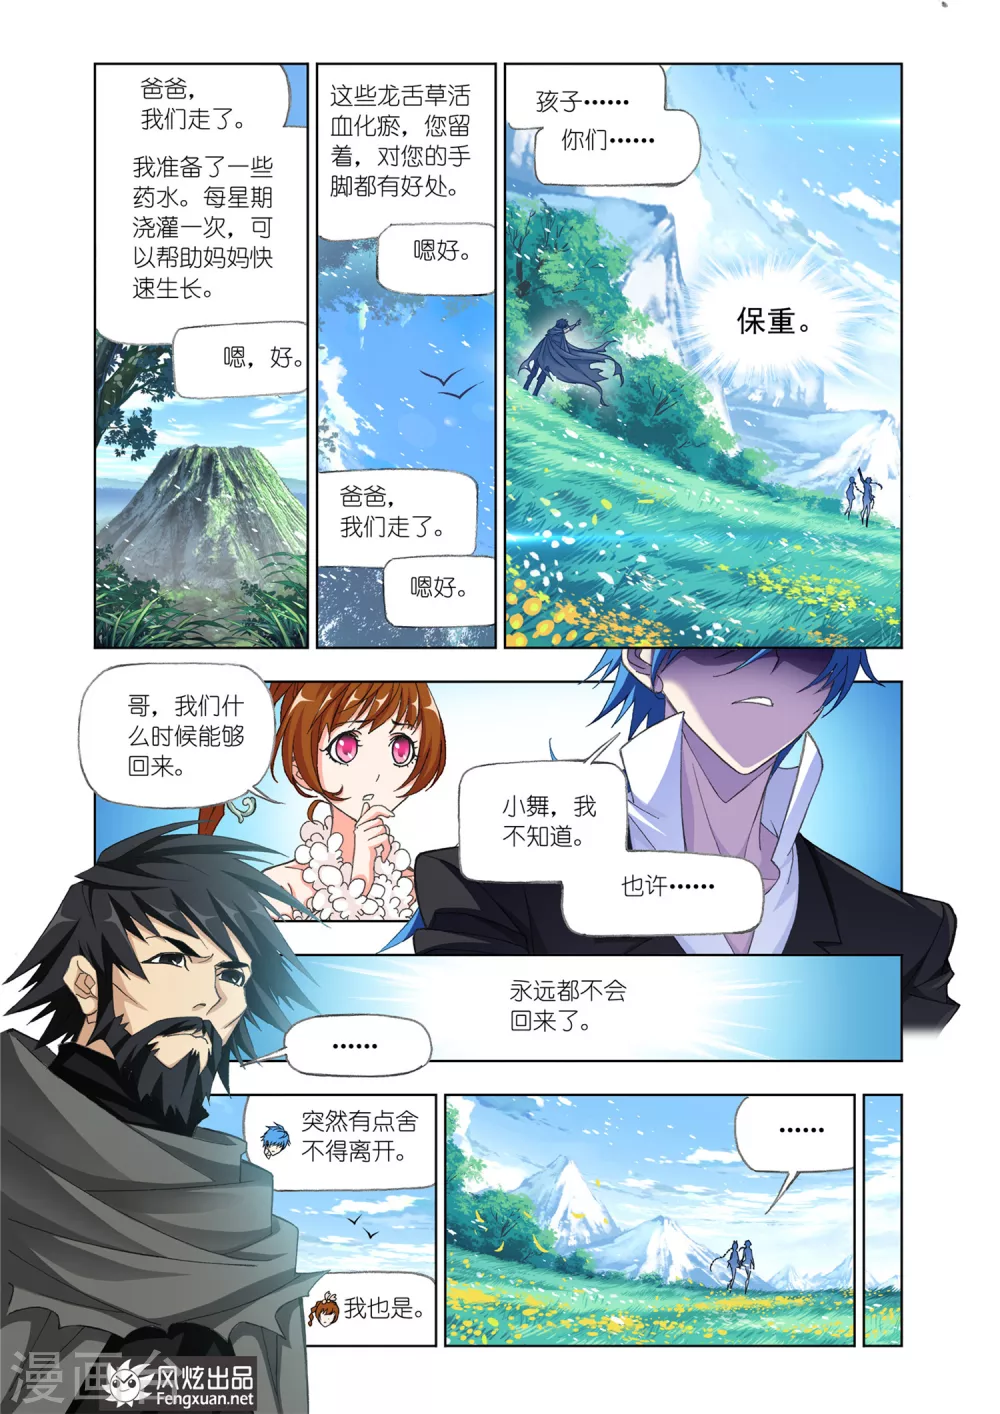 爸爸，
我们走了。
我准备了一些
药水。每星期
浇灌一次，可
以帮助妈妈快
速生长。
嗯，好。
这些龙舌草活
血化瘀，您留
着，对您的手
脚都有好处。
嗯好。
爸爸，
我们走了。
嗯好。
孩子……
你们……
保重。
哥，我们什
么时候能够
回来。
小舞，我
不知道。
也许……
永远都不会
回来了。
……
突然有点舍
不得离开。
我也是。
……
漫画台
风炫出品
Fengxuan.net